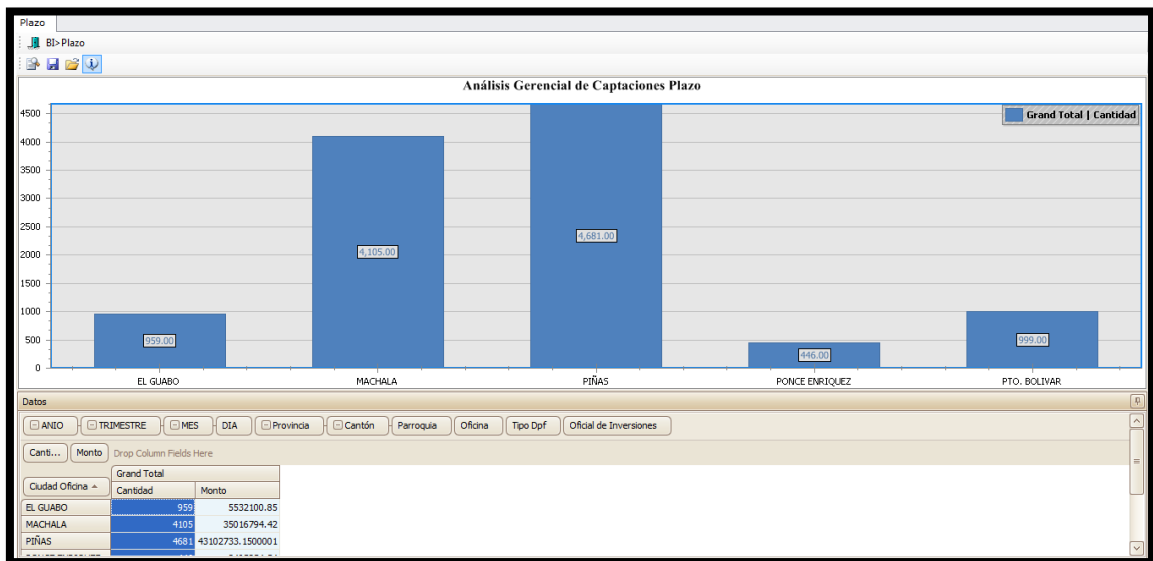 Plazo
BI>Plazo
Análisis Gerencial de Captaciones Plazo
Grand Total | Cantidad
4500
4000
3500
3000
2500
2000
1500
1000
500
0
959.00
4,105.00
4,681.00
446.00
999.00
EL GUABO MACHALA PIÑAS PONCE ENRIQUEZ PTO. BOLIVAR
Datos
ANIO TRIMESTRE MES DIA Provincia Cantón Parroquia Oficina Tipo Dpf Oficial de Inversiones
Canti... Monto Drop Column Fields Here
Grand Total
Ciudad Oficina Cantidad Monto
EL GUABO 959 5532100.85
MACHALA 4105 35016794.42
PIÑAS 4681 43102733.1500001